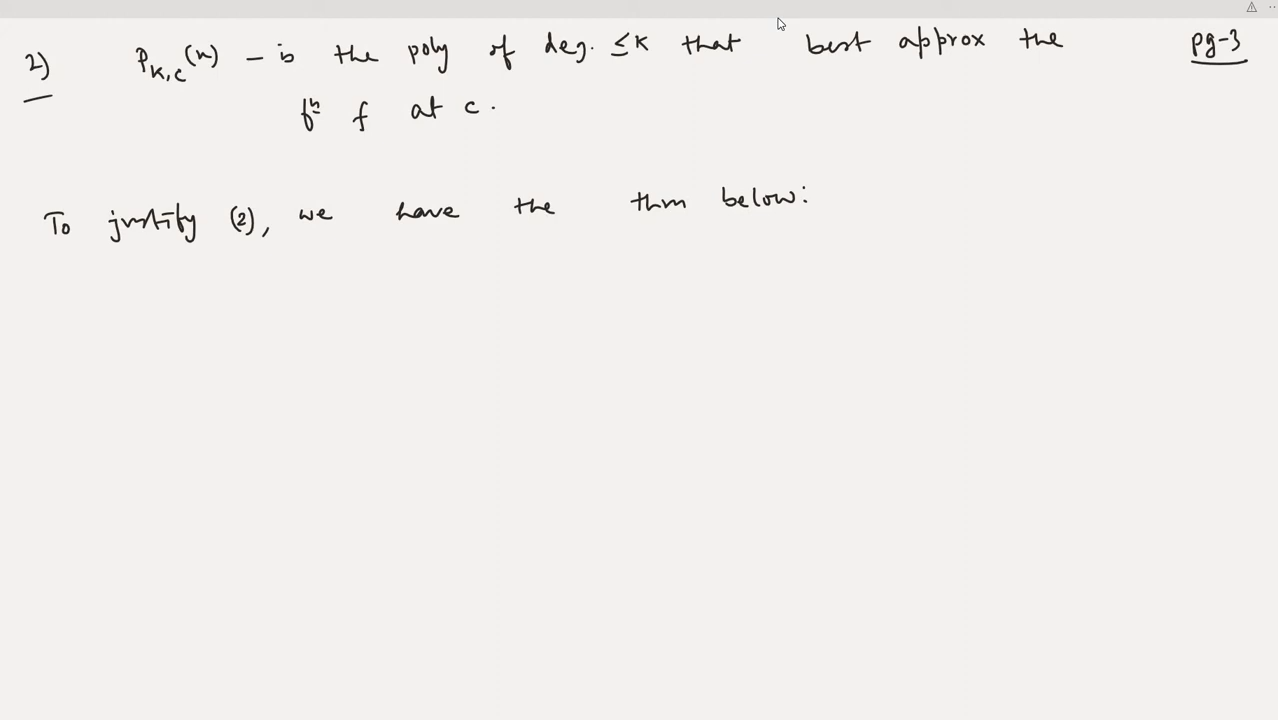 2) P_{K,C}(x) – is the poly of deg. ≤K that best approx the pg-3
fⁿ f at c.
To justify (2), we have the thm below: